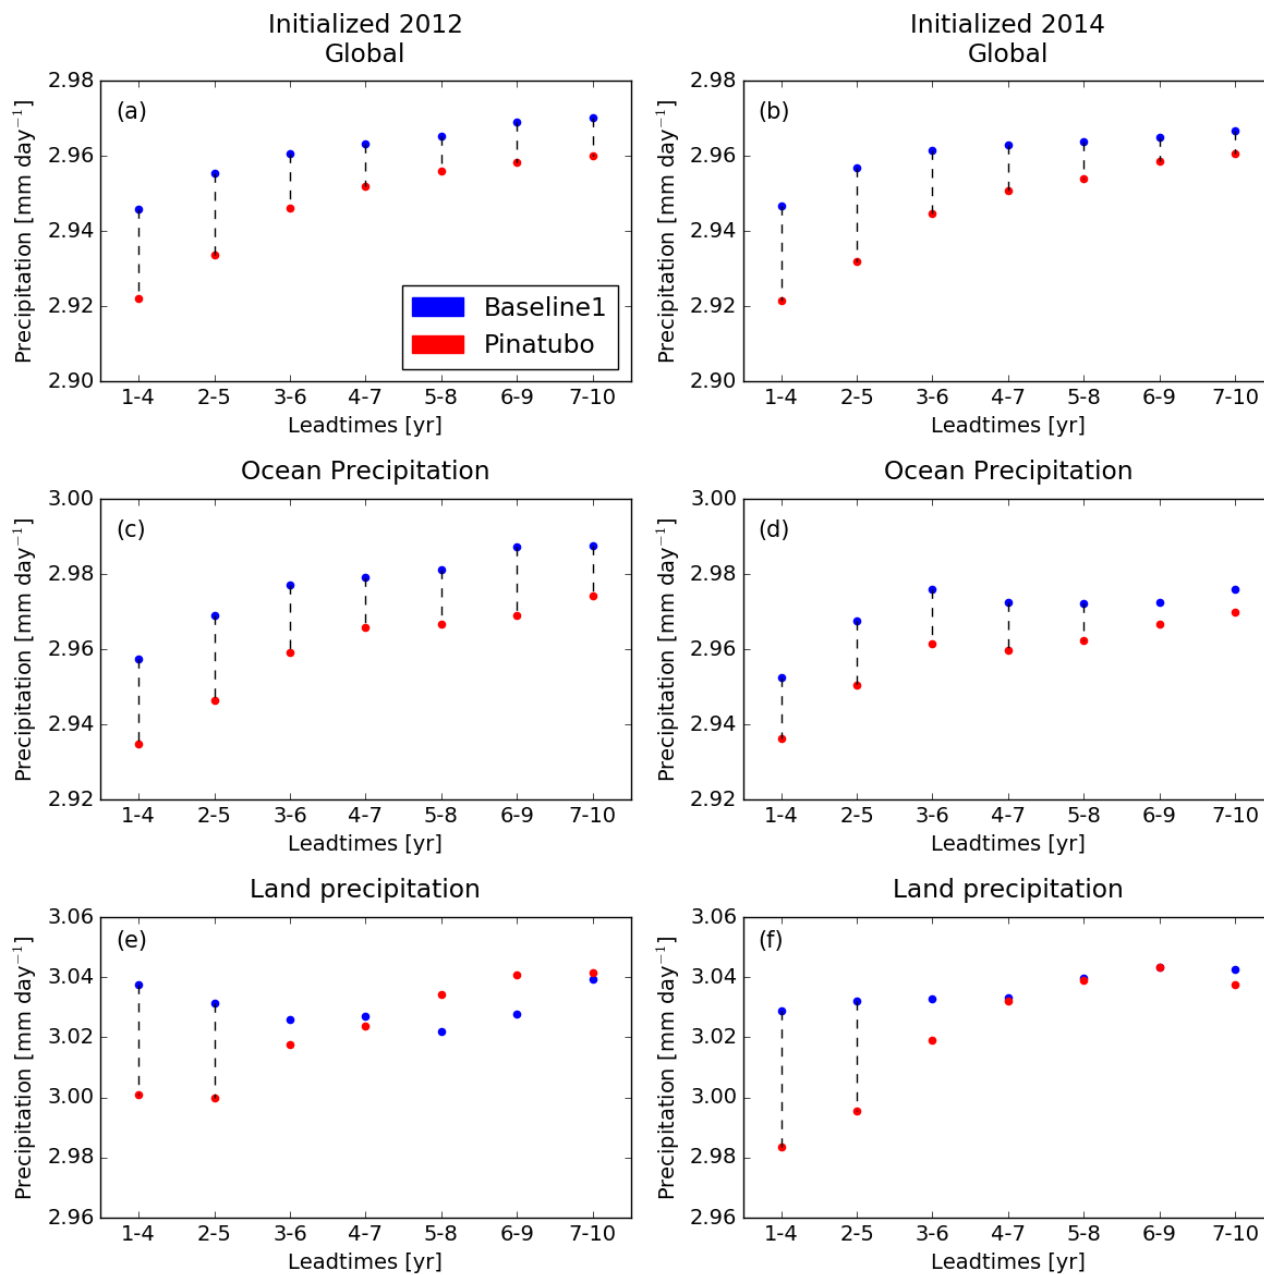 Initialized 2012
Global
Initialized 2014
Global
(a)
Precipitation [mm day⁻¹]
2.98
2.96
2.94
2.92
2.90
Baseline1
Pinatubo
1-4 2-5 3-6 4-7 5-8 6-9 7-10
Leadtimes [yr]
(b)
Precipitation [mm day⁻¹]
2.98
2.96
2.94
2.92
2.90
1-4 2-5 3-6 4-7 5-8 6-9 7-10
Leadtimes [yr]
Ocean Precipitation
(c)
Precipitation [mm day⁻¹]
3.00
2.98
2.96
2.94
2.92
1-4 2-5 3-6 4-7 5-8 6-9 7-10
Leadtimes [yr]
Ocean Precipitation
(d)
Precipitation [mm day⁻¹]
3.00
2.98
2.96
2.94
2.92
1-4 2-5 3-6 4-7 5-8 6-9 7-10
Leadtimes [yr]
Land precipitation
(e)
Precipitation [mm day⁻¹]
3.06
3.04
3.02
3.00
2.98
2.96
1-4 2-5 3-6 4-7 5-8 6-9 7-10
Leadtimes [yr]
Land precipitation
(f)
Precipitation [mm day⁻¹]
3.06
3.04
3.02
3.00
2.98
2.96
1-4 2-5 3-6 4-7 5-8 6-9 7-10
Leadtimes [yr]